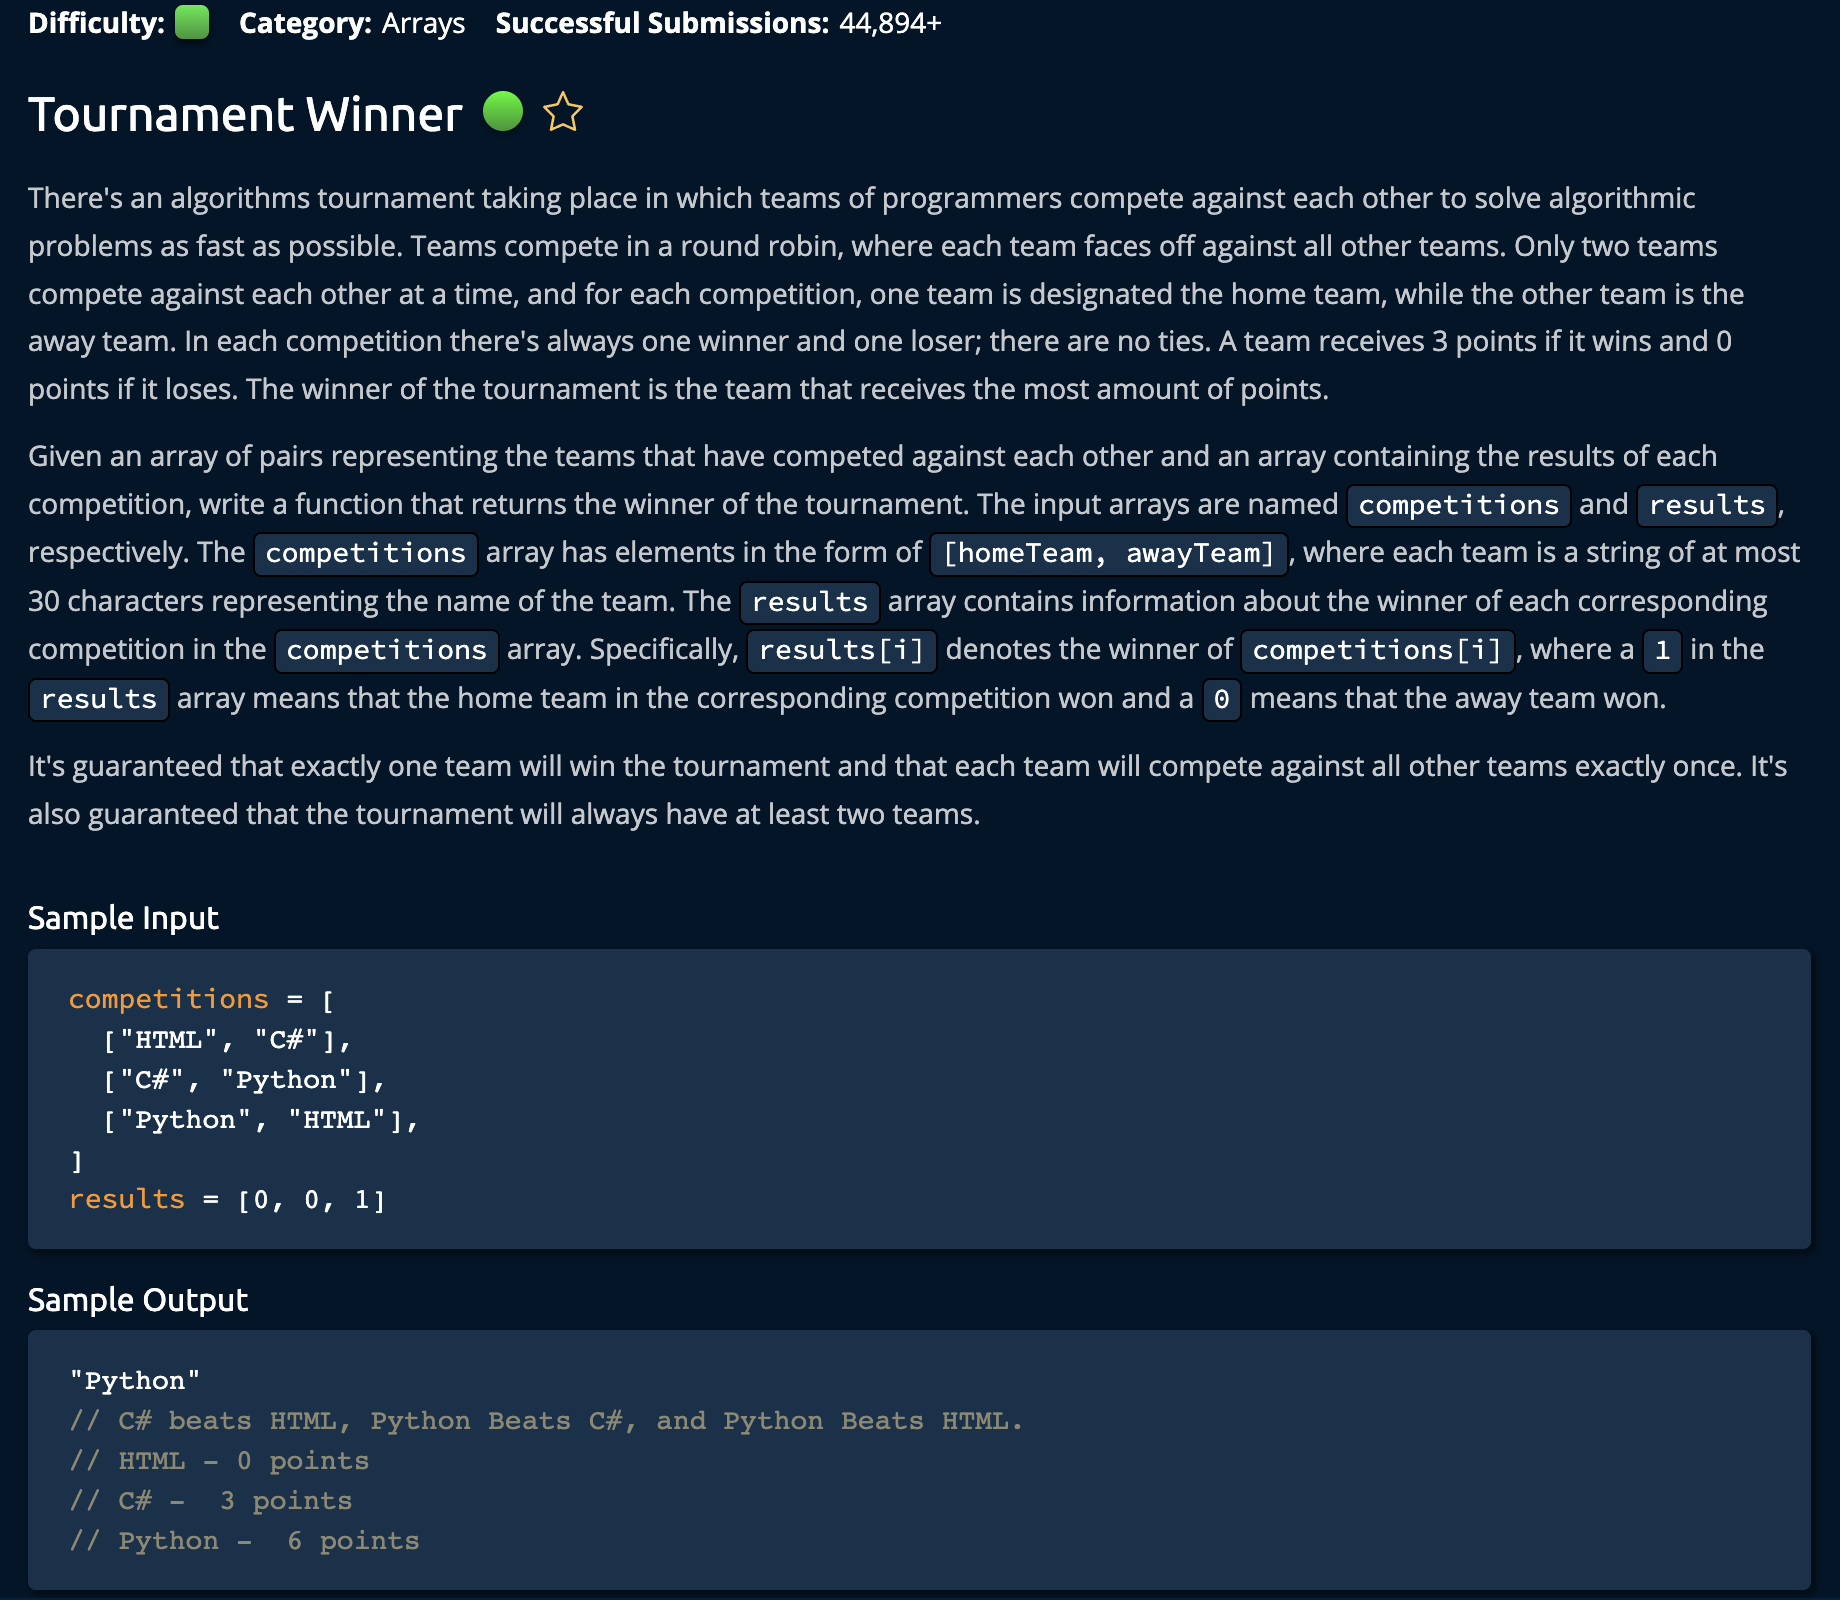 Difficulty: Category: Arrays Successful Submissions: 44,894+
Tournament Winner
There's an algorithms tournament taking place in which teams of programmers compete against each other to solve algorithmic
problems as fast as possible. Teams compete in a round robin, where each team faces off against all other teams. Only two teams
compete against each other at a time, and for each competition, one team is designated the home team, while the other team is the
away team. In each competition there's always one winner and one loser; there are no ties. A team receives 3 points if it wins and 0
points if it loses. The winner of the tournament is the team that receives the most amount of points.
Given an array of pairs representing the teams that have competed against each other and an array containing the results of each
competition, write a function that returns the winner of the tournament. The input arrays are named competitions and results,
respectively. The competitions array has elements in the form of [homeTeam, awayTeam], where each team is a string of at most
30 characters representing the name of the team. The results array contains information about the winner of each corresponding
competition in the competitions array. Specifically, results[i] denotes the winner of competitions[i], where a 1 in the
results array means that the home team in the corresponding competition won and a 0 means that the away team won.
It's guaranteed that exactly one team will win the tournament and that each team will compete against all other teams exactly once. It's
also guaranteed that the tournament will always have at least two teams.
Sample Input
competitions = [
  ["HTML", "C#"],
  ["C#", "Python"],
  ["Python", "HTML"],
]
results = [0, 0, 1]
Sample Output
"Python"
// C# beats HTML, Python Beats C#, and Python Beats HTML.
// HTML - 0 points
// C# -  3 points
// Python -  6 points